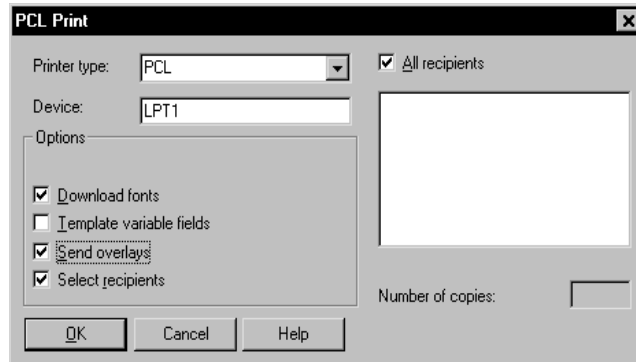 PCL Print
Printer type: PCL
All recipients
Device: LPT1
Options
Download fonts
Template variable fields
Send overlays
Select recipients
Number of copies:
OK Cancel Help